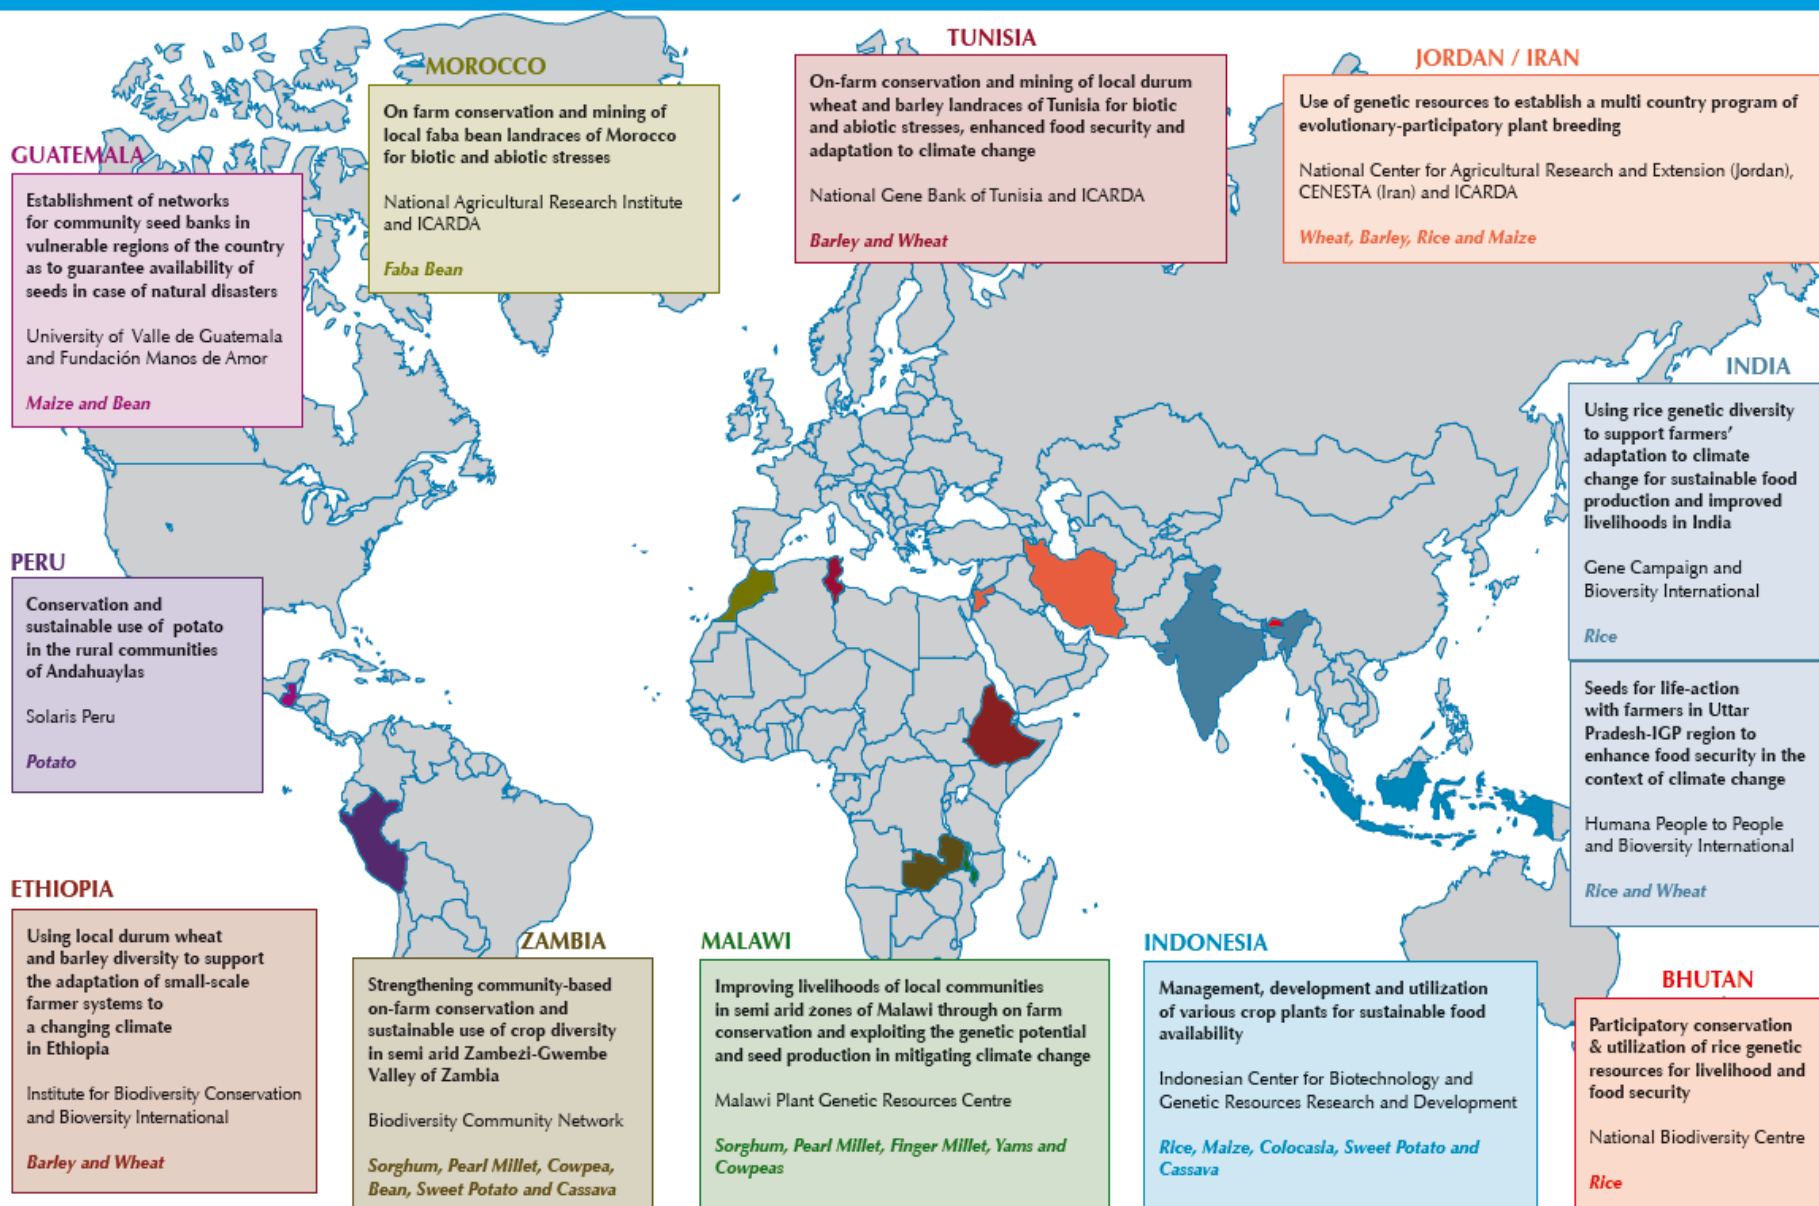 GUATEMALA
Establishment of networks
for community seed banks in
vulnerable regions of the country
as to guarantee availability of
seeds in case of natural disasters
University of Valle de Guatemala
and Fundación Manos de Amor
Maize and Bean
MOROCCO
On farm conservation and mining of
local faba bean landraces of Morocco
for biotic and abiotic stresses
National Agricultural Research Institute
and ICARDA
Faba Bean
TUNISIA
On-farm conservation and mining of local durum
wheat and barley landraces of Tunisia for biotic
and abiotic stresses, enhanced food security and
adaptation to climate change
National Gene Bank of Tunisia and ICARDA
Barley and Wheat
JORDAN / IRAN
Use of genetic resources to establish a multi country program of
evolutionary-participatory plant breeding
National Center for Agricultural Research and Extension (Jordan),
CENESTA (Iran) and ICARDA
Wheat, Barley, Rice and Maize
INDIA
Using rice genetic diversity
to support farmers’
adaptation to climate
change for sustainable food
production and improved
livelihoods in India
Gene Campaign and
Bioversity International
Rice
Seeds for life-action
with farmers in Uttar
Pradesh-IGP region to
enhance food security in the
context of climate change
Humana People to People
and Bioversity International
Rice and Wheat
PERU
Conservation and
sustainable use of potato
in the rural communities
of Andahuaylas
Solaris Peru
Potato
ETHIOPIA
Using local durum wheat
and barley diversity to support
the adaptation of small-scale
farmer systems to
a changing climate
in Ethiopia
Institute for Biodiversity Conservation
and Bioversity International
Barley and Wheat
ZAMBIA
Strengthening community-based
on-farm conservation and
sustainable use of crop diversity
in semi arid Zambezi-Gwembe
Valley of Zambia
Biodiversity Community Network
Sorghum, Pearl Millet, Cowpea,
Bean, Sweet Potato and Cassava
MALAWI
Improving livelihoods of local communities
in semi arid zones of Malawi through on farm
conservation and exploiting the genetic potential
and seed production in mitigating climate change
Malawi Plant Genetic Resources Centre
Sorghum, Pearl Millet, Finger Millet, Yams and
Cowpeas
INDONESIA
Management, development and utilization
of various crop plants for sustainable food
availability
Indonesian Center for Biotechnology and
Genetic Resources Research and Development
Rice, Maize, Colocasia, Sweet Potato and
Cassava
BHUTAN
Participatory conservation
& utilization of rice genetic
resources for livelihood and
food security
National Biodiversity Centre
Rice